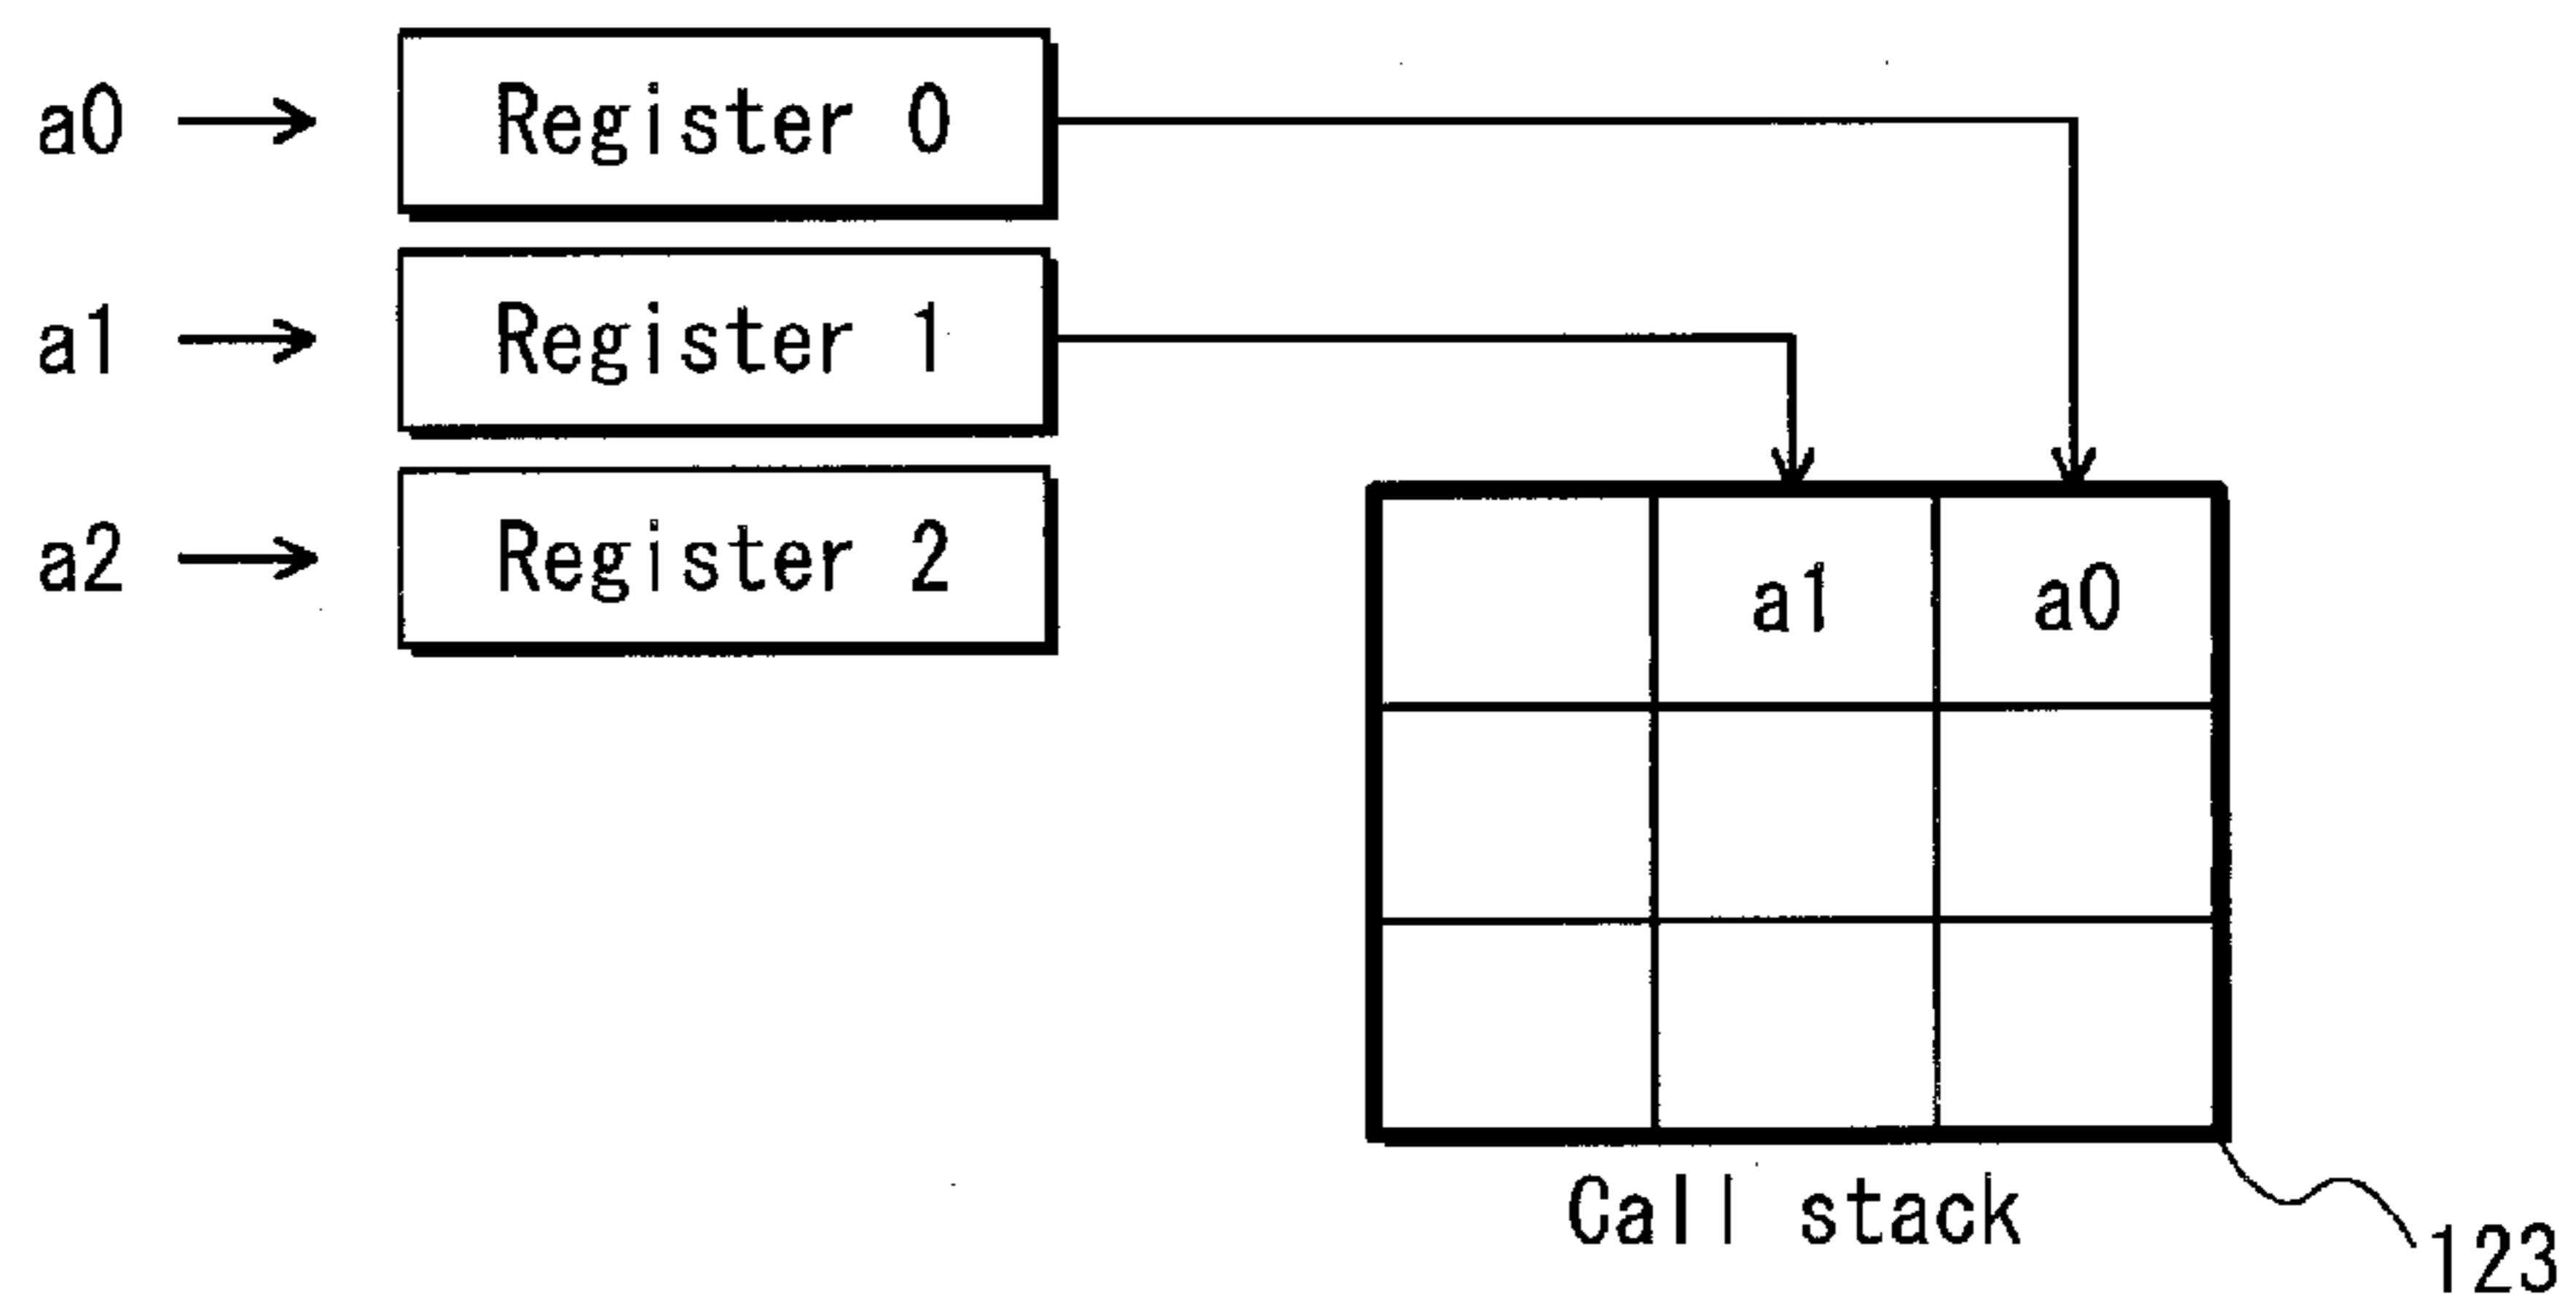 a0 → Register 0
a1 → Register 1
a2 → Register 2
a1 a0
Call stack
123